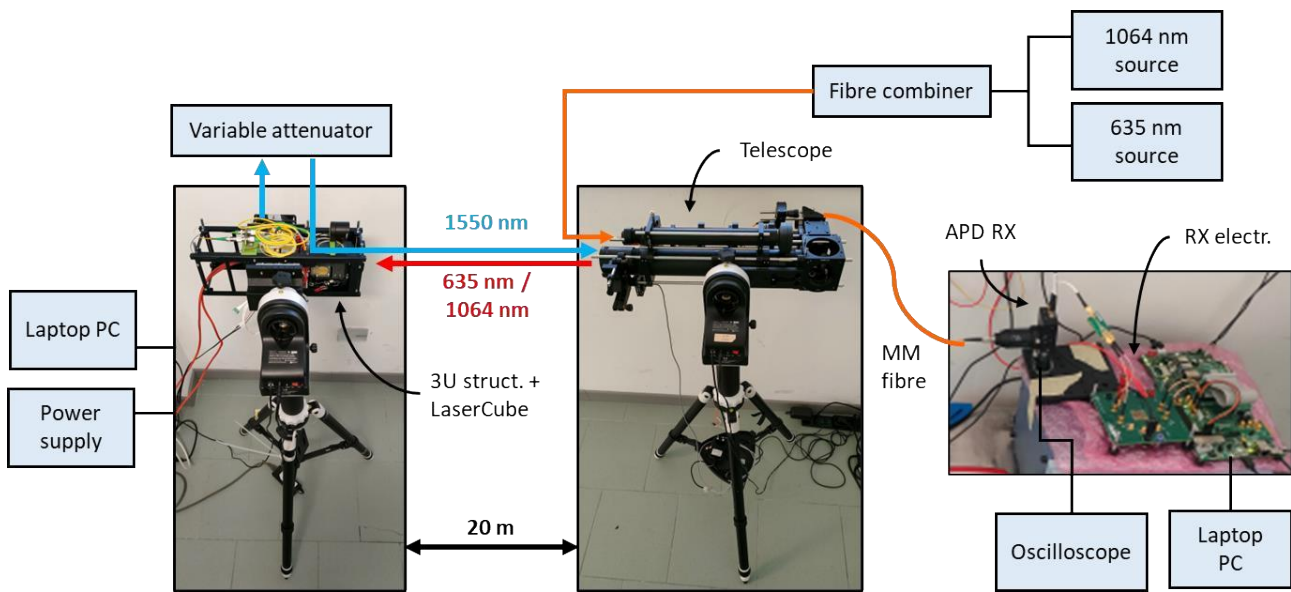 1064 nm
source
Fibre combiner
635 nm
source
Variable attenuator
Telescope
1550 nm
635 nm /
1064 nm
APD RX
RX electr.
Laptop PC
Power
supply
3U struct. +
LaserCube
MM
fibre
20 m
Oscilloscope
Laptop
PC